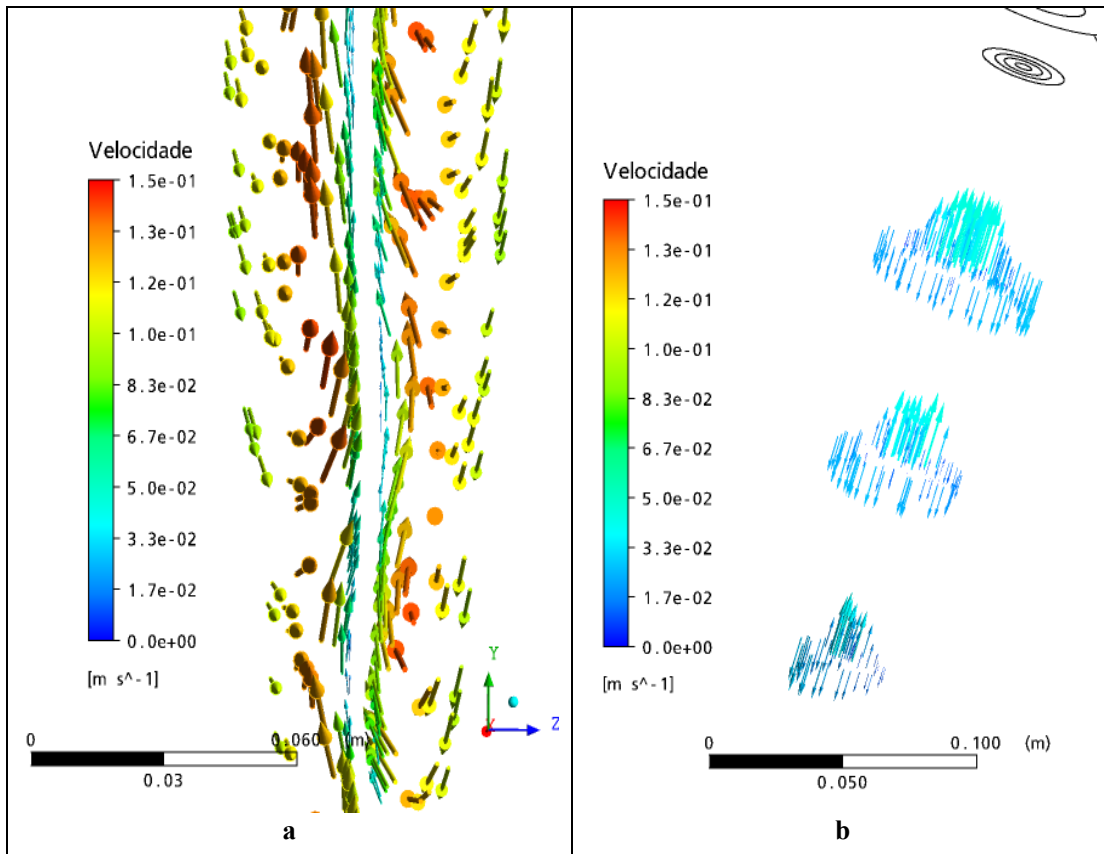 Velocidade
1.5e-01
1.3e-01
1.2e-01
1.0e-01
8.3e-02
6.7e-02
5.0e-02
3.3e-02
1.7e-02
0.0e+00
[m s^-1]
0
0.060 (m)
0.03
Y
X
Z
a
Velocidade
1.5e-01
1.3e-01
1.2e-01
1.0e-01
8.3e-02
6.7e-02
5.0e-02
3.3e-02
1.7e-02
0.0e+00
[m s^-1]
0
0.100 (m)
0.050
b